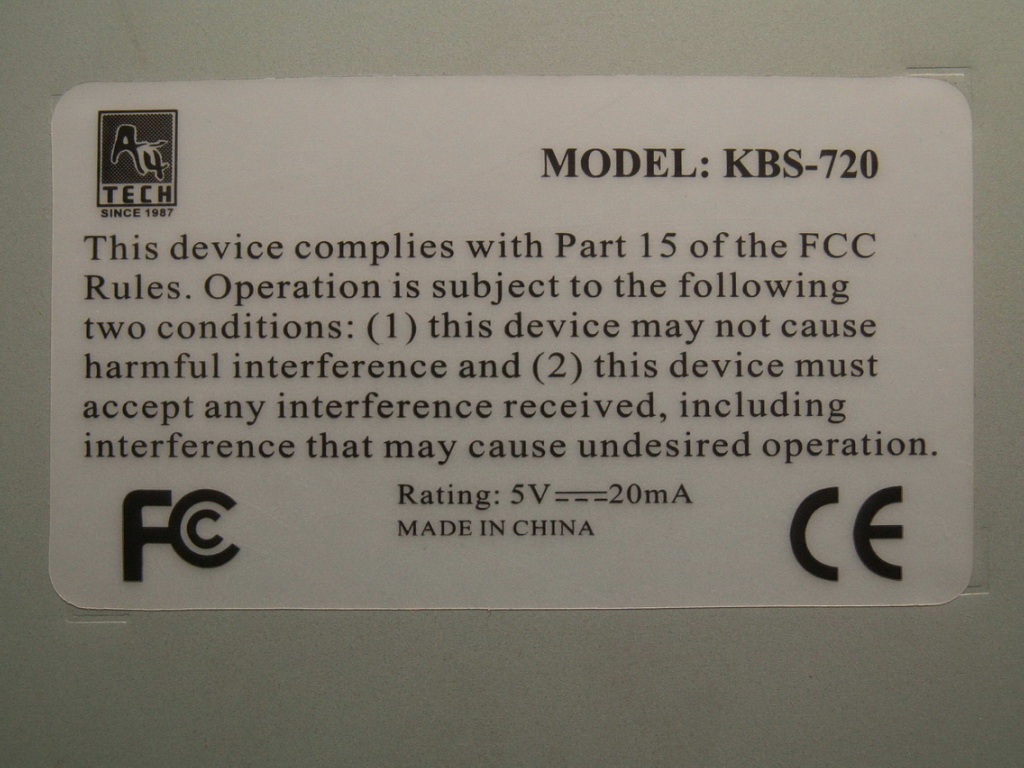 A4
TECH
SINCE 1987
MODEL: KBS-720
This device complies with Part 15 of the FCC
Rules. Operation is subject to the following
two conditions: (1) this device may not cause
harmful interference and (2) this device must
accept any interference received, including
interference that may cause undesired operation.
FC
Rating: 5V⎓20mA
MADE IN CHINA
CE